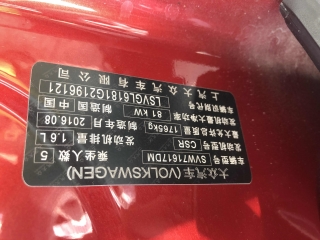 大众汽车(VOLKSWAGEN)
车辆型号 SVW71617DM 乘坐人数 5
发动机型号 CSR 发动机排量 1.6 L
最大允许总质量 1765kg 制造年月 2016.08
发动机最大净功率 81 kW 制造国 中国
车辆识别代号 LSVGL6181G2196121
上汽大众汽车有限公司